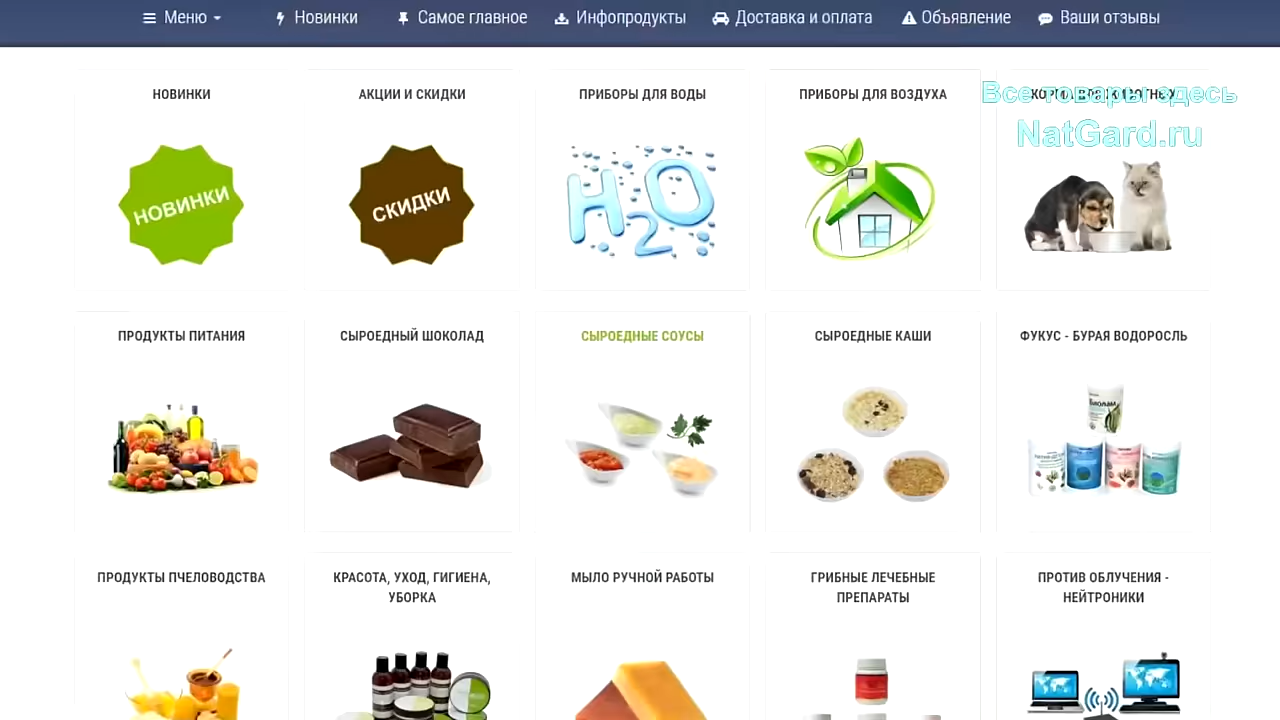 Меню
Новинки
Самое главное
Инфопродукты
Доставка и оплата
Объявление
Ваши отзывы
НОВИНКИ
АКЦИИ И СКИДКИ
ПРИБОРЫ ДЛЯ ВОДЫ
ПРИБОРЫ ДЛЯ ВОЗДУХА
Все товары здесь
NatGard.ru
НОВИНКИ
СКИДКИ
H2O
ПРОДУКТЫ ПИТАНИЯ
СЫРОЕДНЫЙ ШОКОЛАД
СЫРОЕДНЫЕ СОУСЫ
СЫРОЕДНЫЕ КАШИ
ФУКУС - БУРАЯ ВОДОРОСЛЬ
ПРОДУКТЫ ПЧЕЛОВОДСТВА
КРАСОТА, УХОД, ГИГИЕНА,
УБОРКА
МЫЛО РУЧНОЙ РАБОТЫ
ГРИБНЫЕ ЛЕЧЕБНЫЕ
ПРЕПАРАТЫ
ПРОТИВ ОБЛУЧЕНИЯ -
НЕЙТРОНИКИ